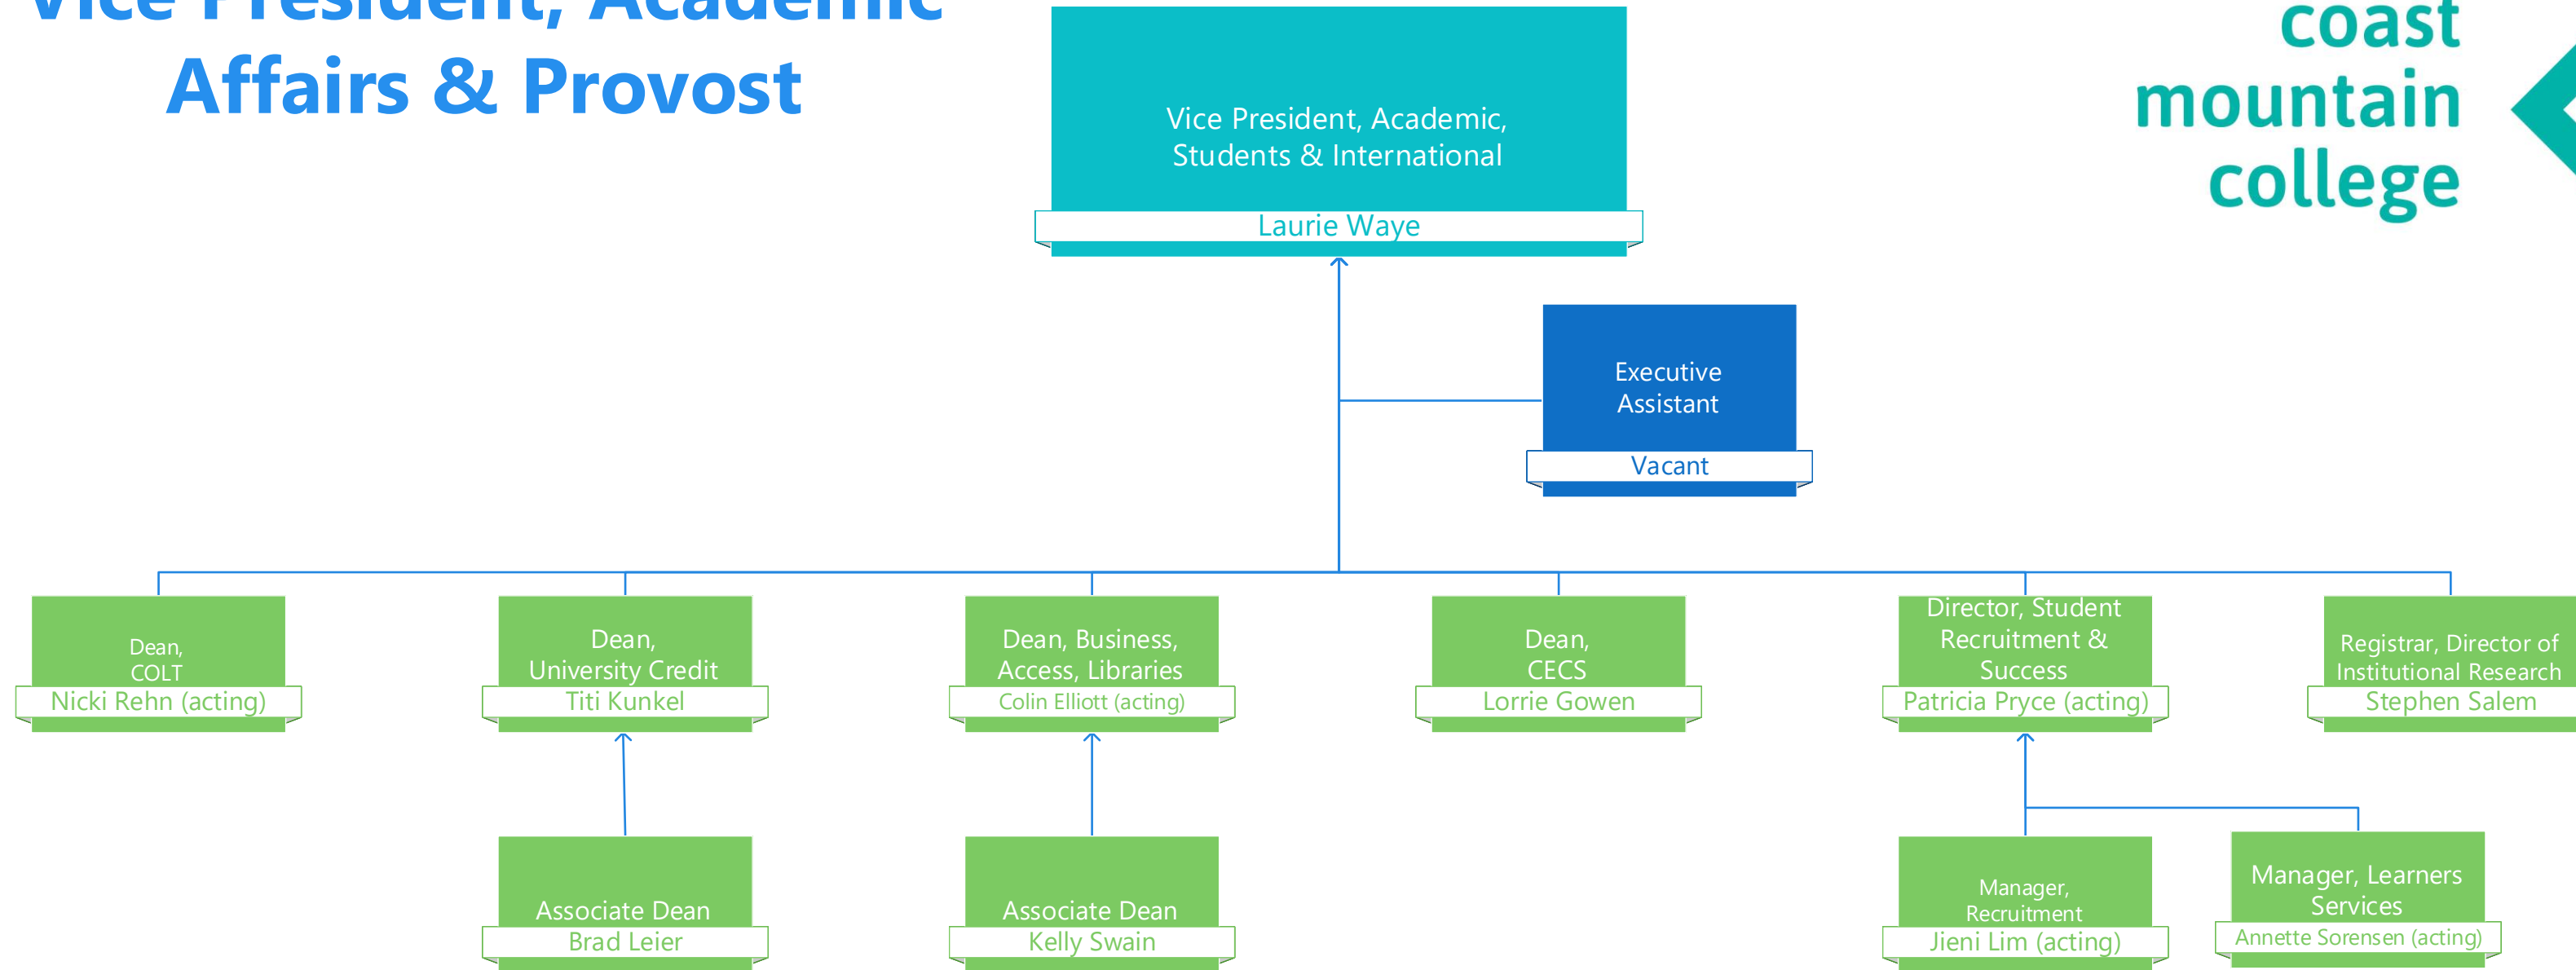 Vice President, Academic
Affairs & Provost
coast
mountain
college
Vice President, Academic,
Students & International
Laurie Waye
Executive
Assistant
Vacant
Dean,
COLT
Nicki Rehn (acting)
Dean,
University Credit
Titi Kunkel
Dean, Business,
Access, Libraries
Colin Elliott (acting)
Dean,
CECS
Lorrie Gowen
Director, Student
Recruitment &
Success
Patricia Pryce (acting)
Registrar, Director of
Institutional Research
Stephen Salem
Associate Dean
Brad Leier
Associate Dean
Kelly Swain
Manager,
Recruitment
Jieni Lim (acting)
Manager, Learners
Services
Annette Sorensen (acting)